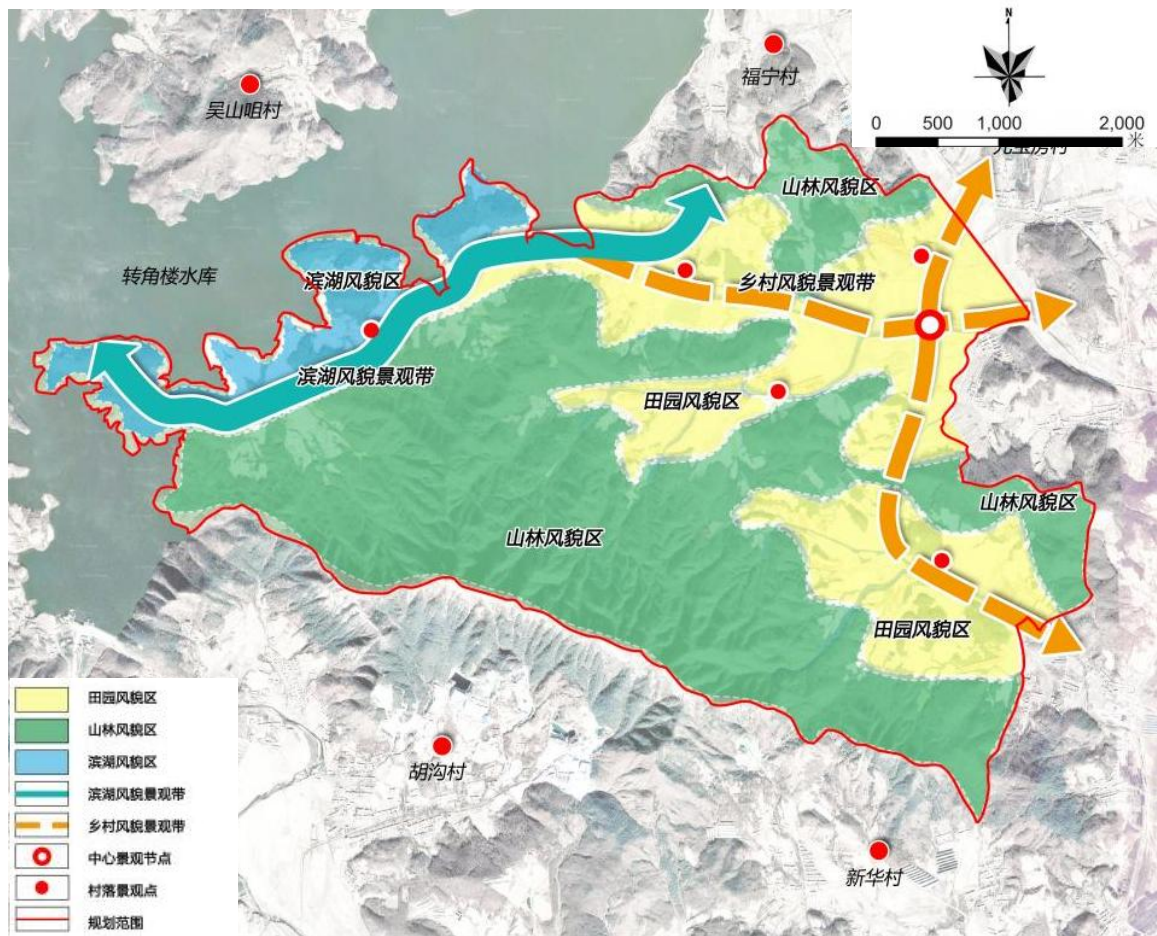 N
0 500 1,000 2,000
米
福宁村
吴山咀村
山林风貌区
转角楼水库
滨湖风貌区
乡村风貌景观带
滨湖风貌景观带
田园风貌区
山林风貌区
山林风貌区
田园风貌区
胡沟村
新华村
田园风貌区
山林风貌区
滨湖风貌区
滨湖风貌景观带
乡村风貌景观带
中心景观节点
村落景观点
规划范围